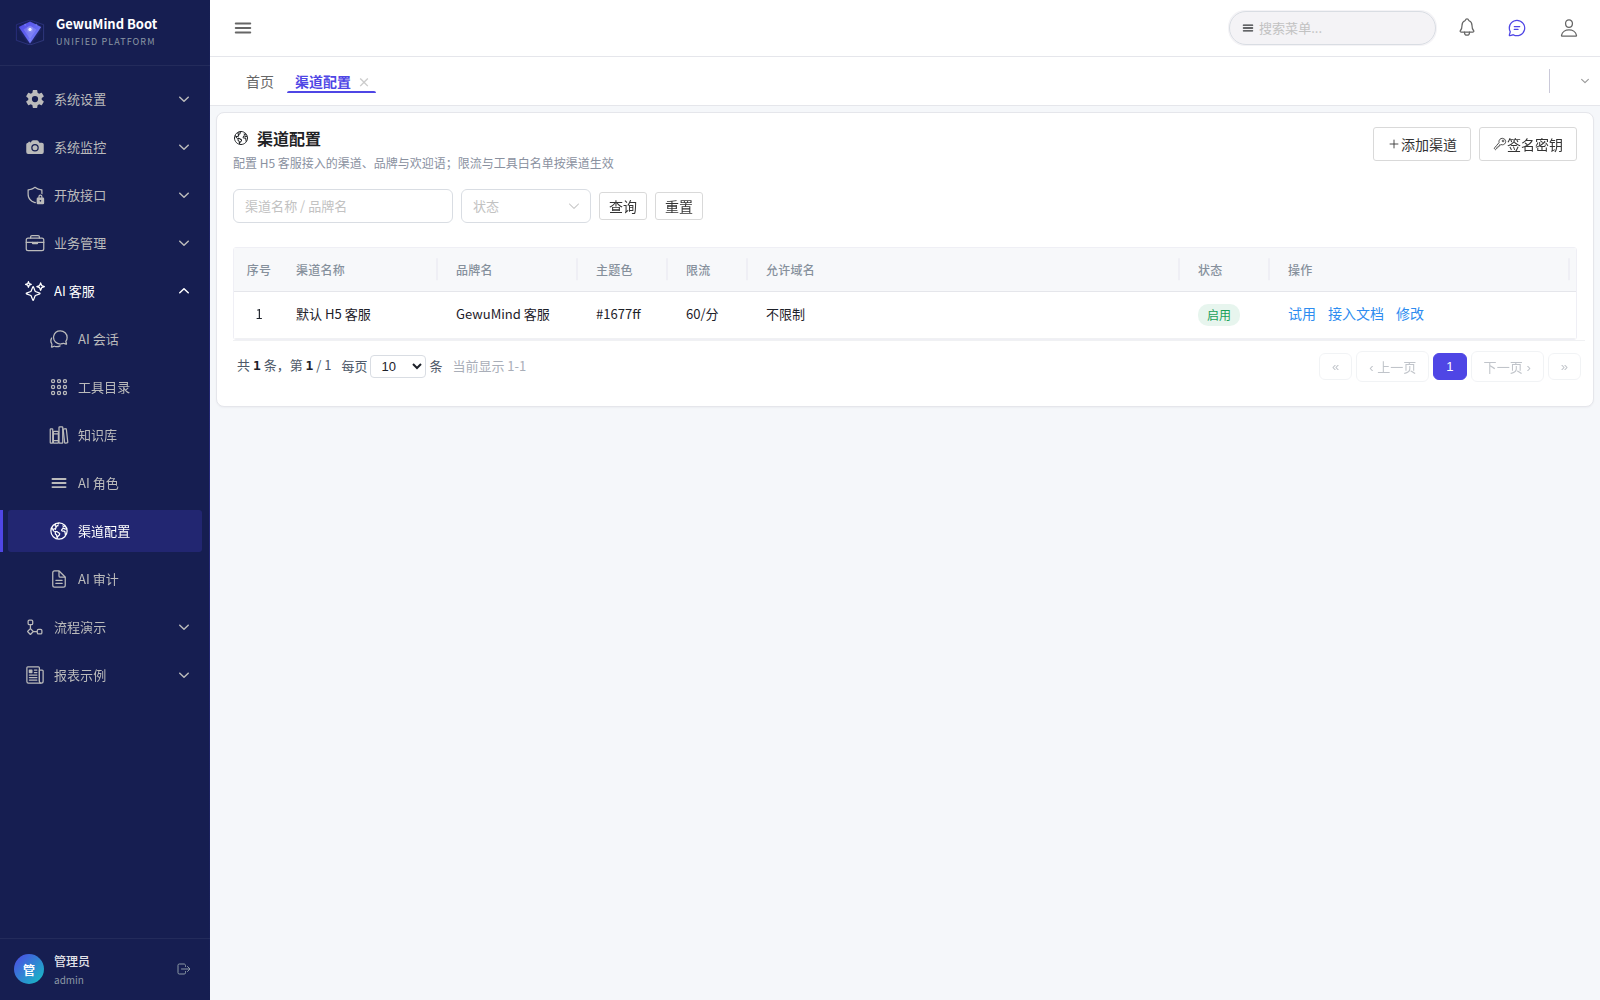 GewuMind Boot
UNIFIED PLATFORM
搜索菜单...
首页
渠道配置
系统设置
系统监控
开放接口
业务管理
AI 客服
AI 会话
工具目录
知识库
AI 角色
渠道配置
AI 审计
流程演示
报表示例
管
管理员
admin
渠道配置
配置 H5 客服接入的渠道、品牌与欢迎语；限流与工具白名单按渠道生效
添加渠道
签名密钥
渠道名称 / 品牌名
状态
查询
重置
序号 渠道名称 品牌名 主题色 限流 允许域名 状态 操作
1 默认 H5 客服 GewuMind 客服 #1677ff 60/分 不限制 启用 试用 接入文档 修改
共 1 条，第 1 / 1 每页 10 条 当前显示 1-1
« ‹ 上一页 1 下一页 › »